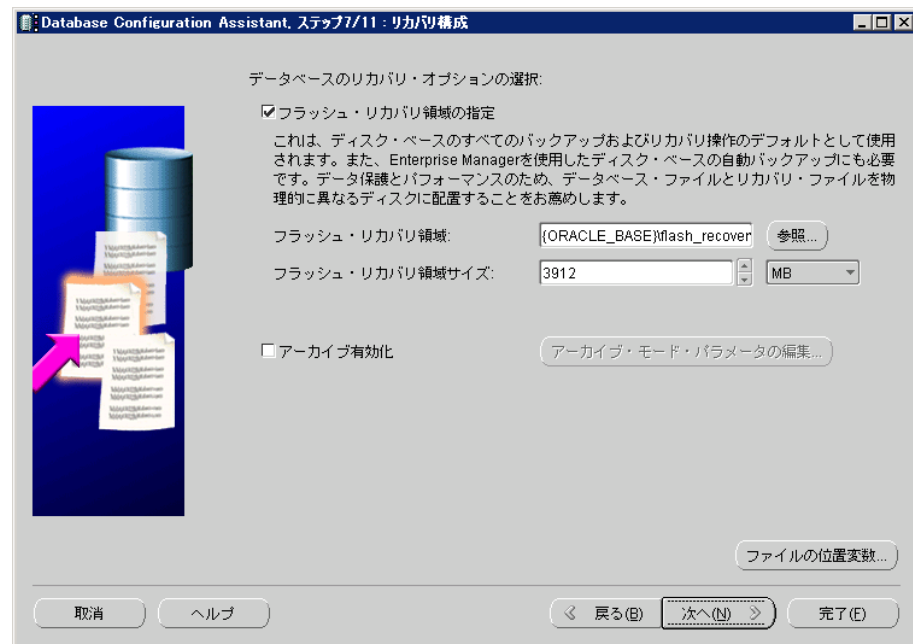 Database Configuration Assistant, ステップ7/11 : リカバリ構成
データベースのリカバリ・オプションの選択:
フラッシュ・リカバリ領域の指定
これは、ディスク・ベースのすべてのバックアップおよびリカバリ操作のデフォルトとして使用
されます。また、Enterprise Managerを使用したディスク・ベースの自動バックアップにも必要
です。データ保護とパフォーマンスのため、データベース・ファイルとリカバリ・ファイルを物
理的に異なるディスクに配置することをお薦めします。
フラッシュ・リカバリ領域: {ORACLE_BASE}\flash_recover 参照...
フラッシュ・リカバリ領域サイズ: 3912 MB
アーカイブ有効化 アーカイブ・モード・パラメータの編集...
ファイルの位置変数...
取消 ヘルプ 戻る(B) 次へ(N) 完了(F)